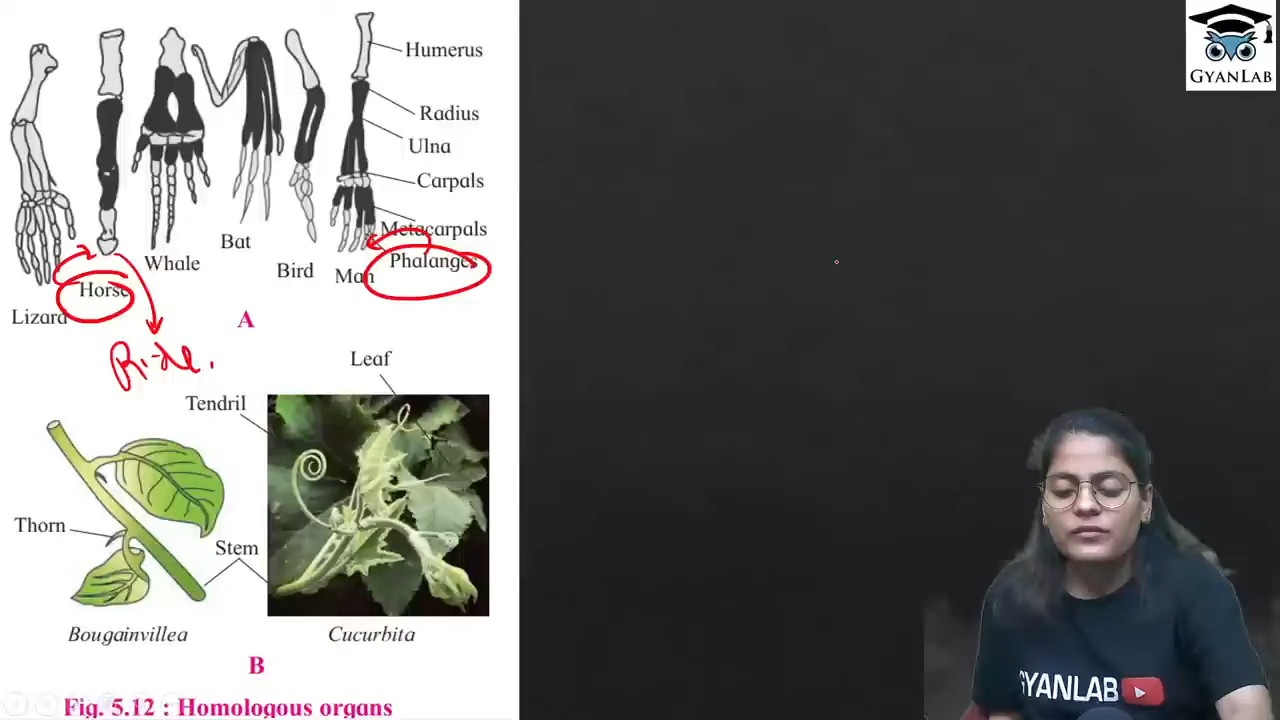 Humerus
Radius
Ulna
Carpals
Metacarpals
Phalanges
Man
Bird
Bat
Whale
Horse
Lizard
A
Ride.
Leaf
Tendril
Thorn
Stem
Bougainvillea
Cucurbita
B
Fig. 5.12 : Homologous organs
GYANLAB
GYANLAB